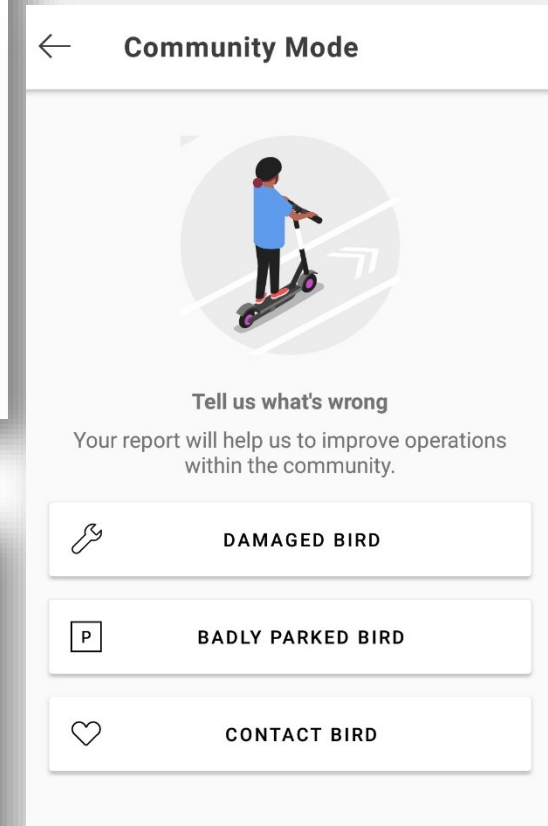 Community Mode
Tell us what's wrong
Your report will help us to improve operations
within the community.
DAMAGED BIRD
P
BADLY PARKED BIRD
CONTACT BIRD